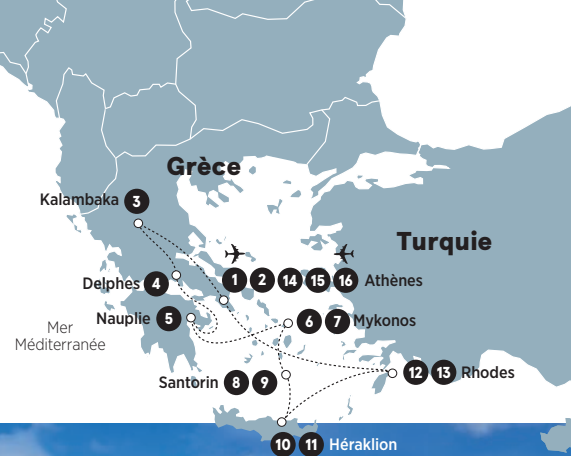 Grèce
Kalambaka 3
Turquie
1 2 14 15 16 Athènes
Delphes 4
Nauplie 5
6 7 Mykonos
Mer
Méditerranée
12 13 Rhodes
Santorin 8 9
10 11 Héraklion